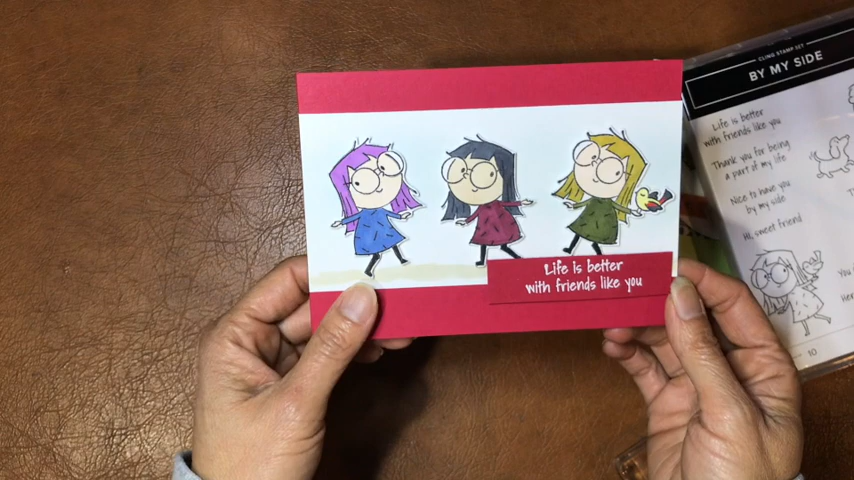 Life is better
with friends like you
CLING STAMP SET
BY MY SIDE
Life is better
with friends like you
Thank you for being
a part of my life
Nice to have you
by my side
Hi, sweet friend
10